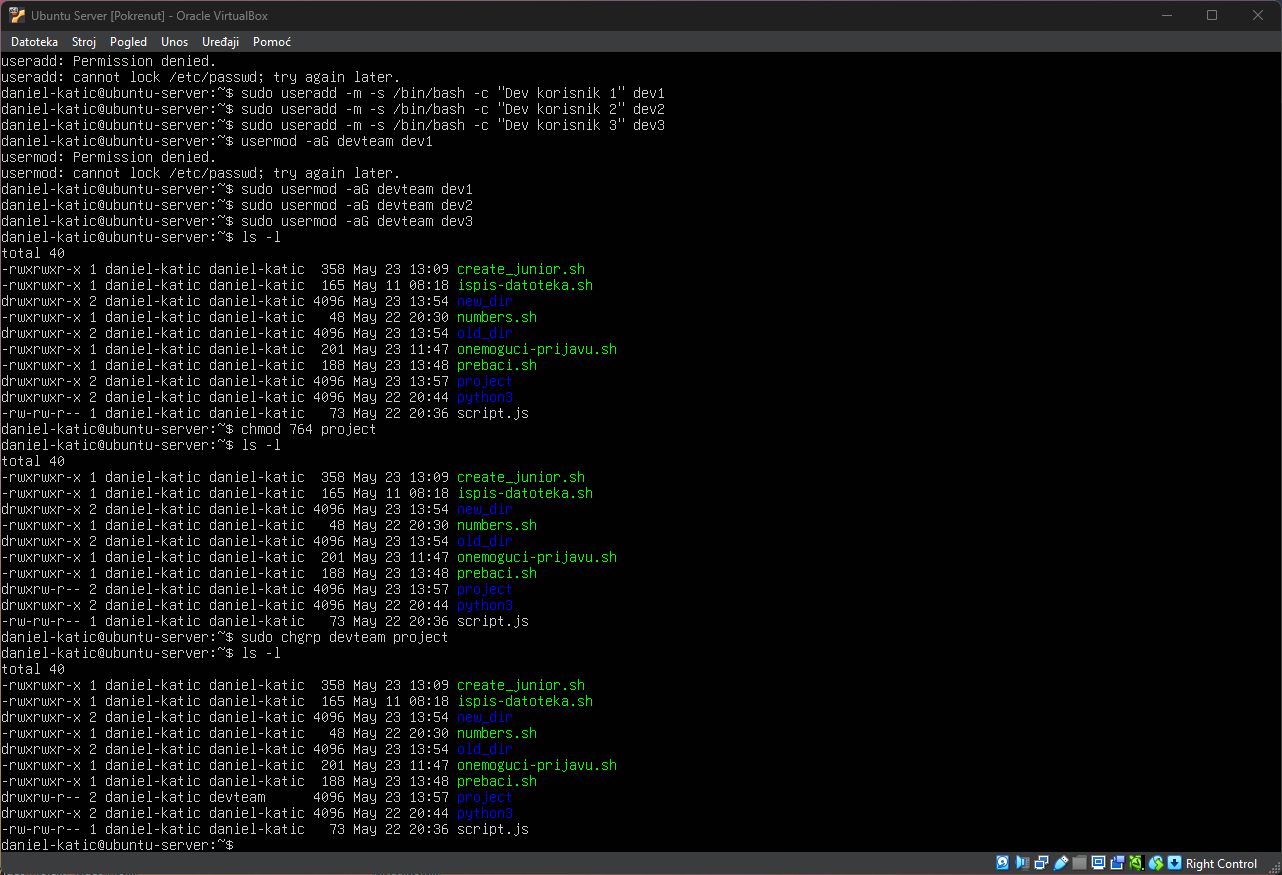 Ubuntu Server [Pokrenut] - Oracle VirtualBox
Datoteka Stroj Pogled Unos Uređaji Pomoć
useradd: Permission denied.
useradd: cannot lock /etc/passwd; try again later.
daniel-katic@ubuntu-server:~$ sudo useradd -m -s /bin/bash -c "Dev korisnik 1" dev1
daniel-katic@ubuntu-server:~$ sudo useradd -m -s /bin/bash -c "Dev korisnik 2" dev2
daniel-katic@ubuntu-server:~$ sudo useradd -m -s /bin/bash -c "Dev korisnik 3" dev3
daniel-katic@ubuntu-server:~$ usermod -aG devteam dev1
usermod: Permission denied.
usermod: cannot lock /etc/passwd; try again later.
daniel-katic@ubuntu-server:~$ sudo usermod -aG devteam dev1
daniel-katic@ubuntu-server:~$ sudo usermod -aG devteam dev2
daniel-katic@ubuntu-server:~$ sudo usermod -aG devteam dev3
daniel-katic@ubuntu-server:~$ ls -l
total 40
-rwxrwxr-x 1 daniel-katic daniel-katic  358 May 23 13:09 create_junior.sh
-rwxrwxr-x 1 daniel-katic daniel-katic  165 May 11 08:18 ispis-datoteka.sh
drwxrwxr-x 2 daniel-katic daniel-katic 4096 May 23 13:54 new_dir
-rwxrwxr-x 1 daniel-katic daniel-katic   48 May 22 20:30 numbers.sh
drwxrwxr-x 2 daniel-katic daniel-katic 4096 May 23 13:54 old_dir
-rwxrwxr-x 1 daniel-katic daniel-katic  201 May 23 11:47 onemoguci-prijavu.sh
-rwxrwxr-x 1 daniel-katic daniel-katic  188 May 23 13:48 prebaci.sh
drwxrwxr-x 2 daniel-katic daniel-katic 4096 May 23 13:57 project
drwxrwxr-x 2 daniel-katic daniel-katic 4096 May 22 20:44 python3
-rw-rw-r-- 1 daniel-katic daniel-katic   73 May 22 20:36 script.js
daniel-katic@ubuntu-server:~$ chmod 764 project
daniel-katic@ubuntu-server:~$ ls -l
total 40
-rwxrwxr-x 1 daniel-katic daniel-katic  358 May 23 13:09 create_junior.sh
-rwxrwxr-x 1 daniel-katic daniel-katic  165 May 11 08:18 ispis-datoteka.sh
drwxrwxr-x 2 daniel-katic daniel-katic 4096 May 23 13:54 new_dir
-rwxrwxr-x 1 daniel-katic daniel-katic   48 May 22 20:30 numbers.sh
drwxrwxr-x 2 daniel-katic daniel-katic 4096 May 23 13:54 old_dir
-rwxrwxr-x 1 daniel-katic daniel-katic  201 May 23 11:47 onemoguci-prijavu.sh
-rwxrwxr-x 1 daniel-katic daniel-katic  188 May 23 13:48 prebaci.sh
drwxrw-r-- 2 daniel-katic daniel-katic 4096 May 23 13:57 project
drwxrwxr-x 2 daniel-katic daniel-katic 4096 May 22 20:44 python3
-rw-rw-r-- 1 daniel-katic daniel-katic   73 May 22 20:36 script.js
daniel-katic@ubuntu-server:~$ sudo chgrp devteam project
daniel-katic@ubuntu-server:~$ ls -l
total 40
-rwxrwxr-x 1 daniel-katic daniel-katic  358 May 23 13:09 create_junior.sh
-rwxrwxr-x 1 daniel-katic daniel-katic  165 May 11 08:18 ispis-datoteka.sh
drwxrwxr-x 2 daniel-katic daniel-katic 4096 May 23 13:54 new_dir
-rwxrwxr-x 1 daniel-katic daniel-katic   48 May 22 20:30 numbers.sh
drwxrwxr-x 2 daniel-katic daniel-katic 4096 May 23 13:54 old_dir
-rwxrwxr-x 1 daniel-katic daniel-katic  201 May 23 11:47 onemoguci-prijavu.sh
-rwxrwxr-x 1 daniel-katic daniel-katic  188 May 23 13:48 prebaci.sh
drwxrw-r-- 2 daniel-katic devteam      4096 May 23 13:57 project
drwxrwxr-x 2 daniel-katic daniel-katic 4096 May 22 20:44 python3
-rw-rw-r-- 1 daniel-katic daniel-katic   73 May 22 20:36 script.js
daniel-katic@ubuntu-server:~$
Right Control